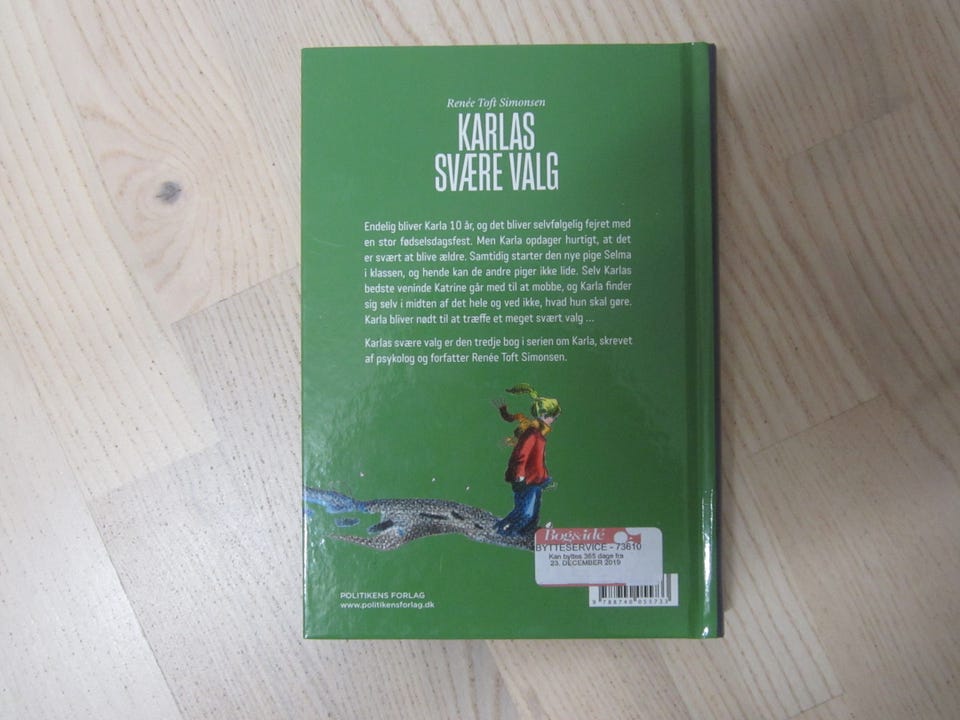 Renée Toft Simonsen
KARLAS
SVÆRE VALG
Endelig bliver Karla 10 år, og det bliver selvfølgelig fejret med
en stor fødselsdagsfest. Men Karla opdager hurtigt, at det
er svært at blive ældre. Samtidig starter den nye pige Selma
i klassen, og hende kan de andre piger ikke lide. Selv Karlas
bedste veninde Katrine går med til at mobbe, og Karla finder
sig selv i midten af det hele og ved ikke, hvad hun skal gøre.
Karla bliver nødt til at træffe et meget svært valg ...
Karlas svære valg er den tredje bog i serien om Karla, skrevet
af psykolog og forfatter Renée Toft Simonsen.
Bog&idé
BYTTESERVICE - 73610
Kan byttes 365 dage fra
23. DECEMBER 2019
POLITIKENS FORLAG
www.politikensforlag.dk
9 788740 055733